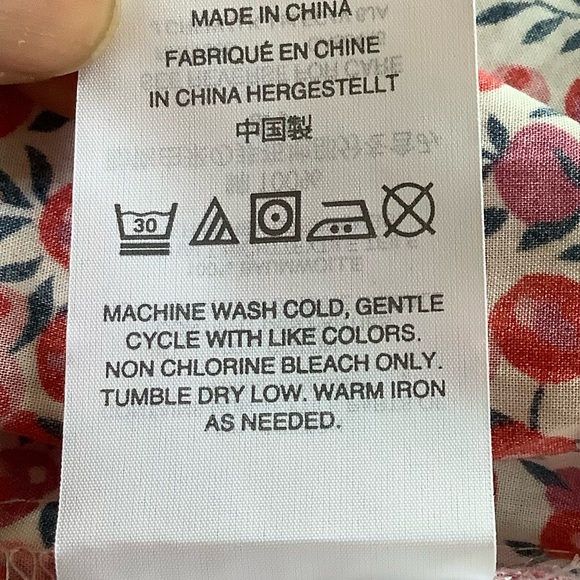 MADE IN CHINA
FABRIQUÉ EN CHINE
IN CHINA HERGESTELLT
中国製
30
MACHINE WASH COLD, GENTLE
CYCLE WITH LIKE COLORS.
NON CHLORINE BLEACH ONLY.
TUMBLE DRY LOW. WARM IRON
AS NEEDED.